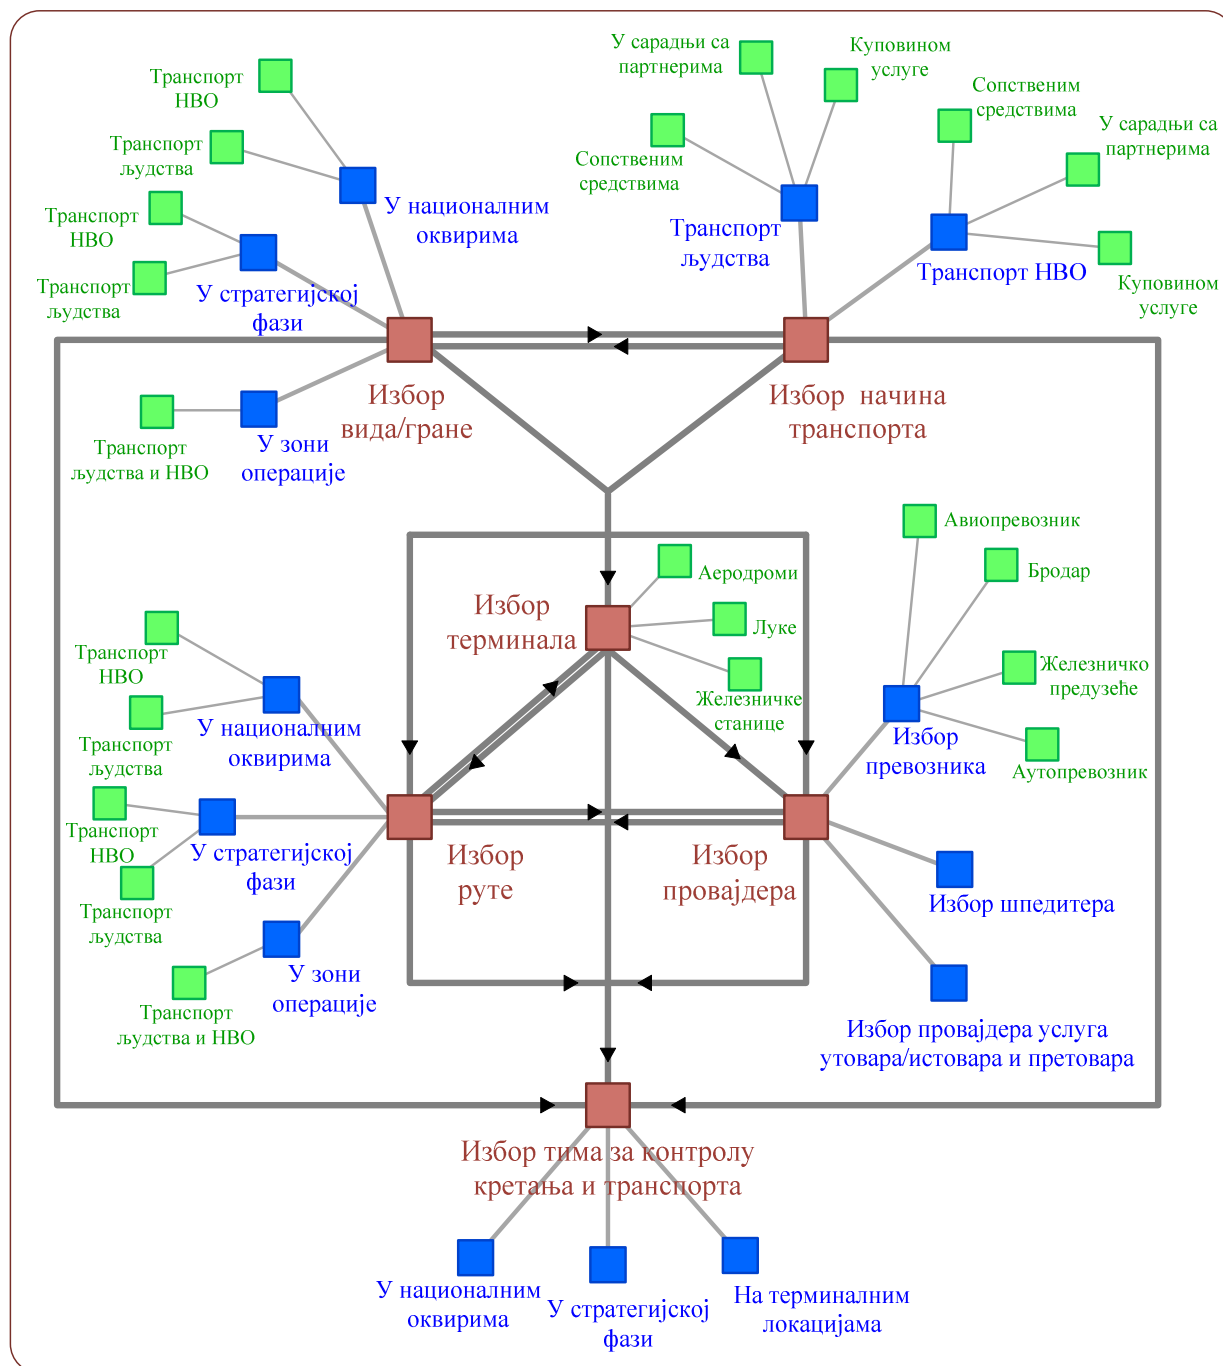 У сарадњи са
партнерима
Куповином
услуге
Транспорт
НВО
Сопственим
средствима
У сарадњи са
партнерима
Транспорт
људства
Сопственим
средствима
Транспорт
НВО
У националним
оквирима
Транспорт
људства
Транспорт НВО
Куповином
услуге
Транспорт
људства
У стратегијској
фази
Избор
вида/гране
Избор начина
транспорта
Транспорт
људства и НВО
У зони
операције
Авиопревозник
Бродар
Аеродроми
Избор
терминала
Луке
Железничко
предузеће
Транспорт
НВО
Железничке
станице
У националним
оквирима
Избор
превозника
Транспорт
људства
Аутопревозник
Транспорт
НВО
У стратегијској
фази
Избор
руте
Избор
провајдера
Транспорт
људства
Избор шпедитера
У зони
операције
Транспорт
људства и НВО
Избор провајдера услуга
утовара/истовара и претовара
Избор тима за контролу
кретања и транспорта
У националним
оквирима
У стратегијској
фази
На терминалним
локацијама